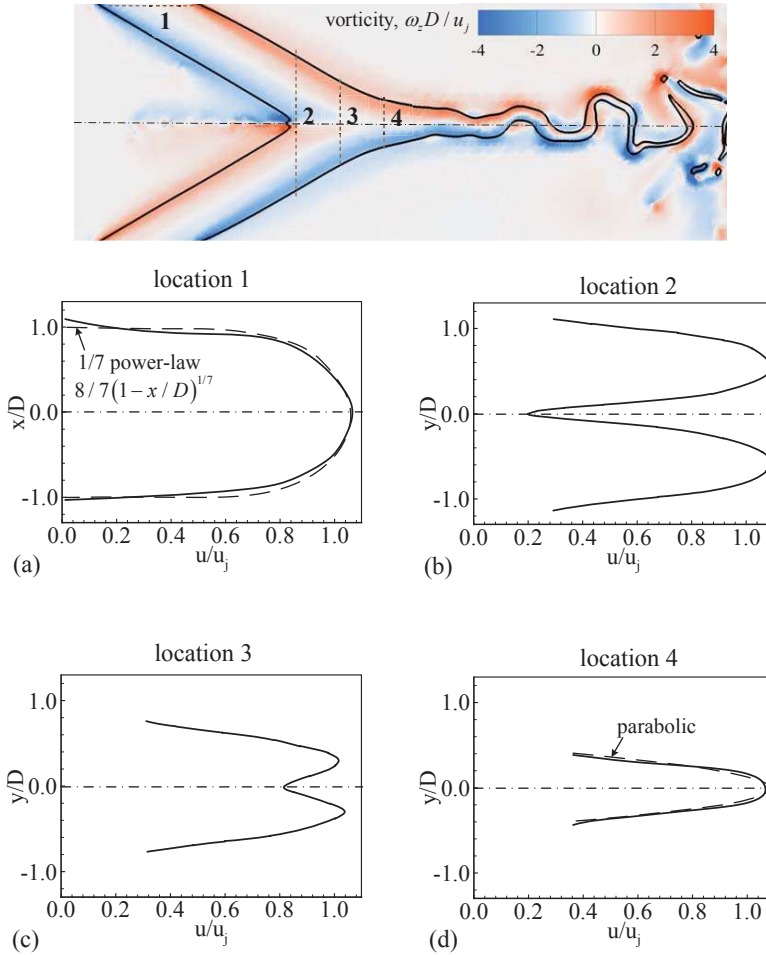 vorticity, ω_z D / u_j
-4 -2 0 2 4
1
2 3 4
location 1
1.0
0.0
-1.0
x/D
1/7 power-law
8 / 7(1−x / D)^1/7
0.0 0.2 0.4 0.6 0.8 1.0
u/u_j
(a)
location 2
1.0
0.0
-1.0
y/D
0.0 0.2 0.4 0.6 0.8 1.0
u/u_j
(b)
location 3
1.0
0.0
-1.0
y/D
0.0 0.2 0.4 0.6 0.8 1.0
u/u_j
(c)
location 4
parabolic
1.0
0.0
-1.0
y/D
0.0 0.2 0.4 0.6 0.8 1.0
u/u_j
(d)